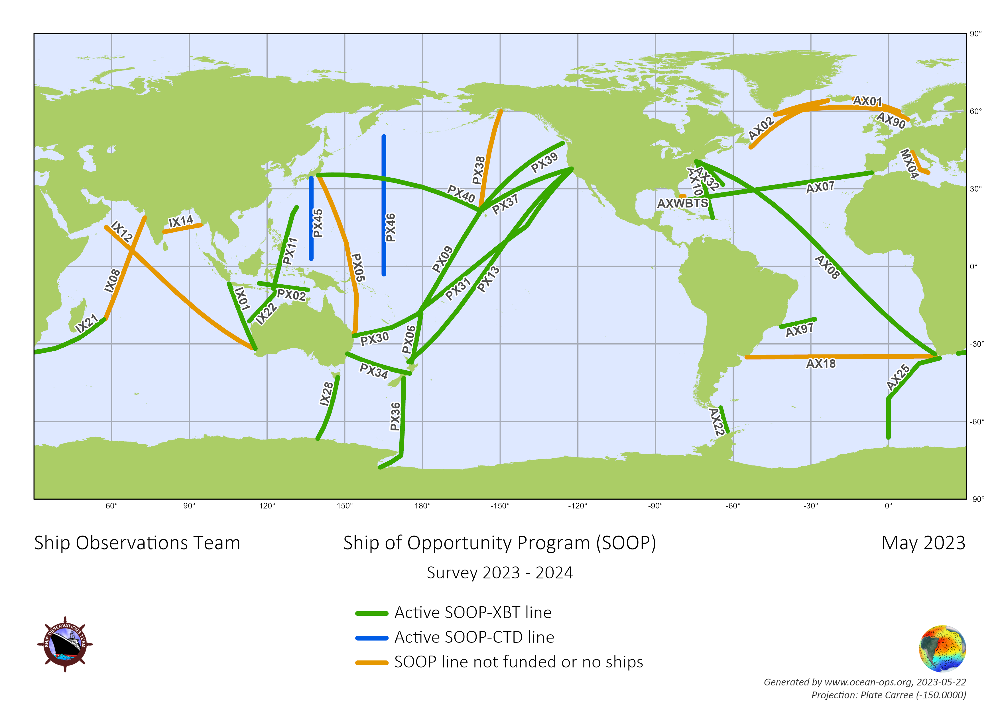 90°
AX01
60°
AX90
AX02
PX38
PX39
MX04
AX32
AX10
AX07
30°
PX40
PX37
AXWBTS
IX14
IX12
PX45
PX46
PX11
PX09
PX05
0°
IX08
PX31
PX13
AX08
PX02
IX01
IX22
IX21
PX30
PX06
AX97
-30°
PX34
AX18
AX25
IX28
PX36
AX22
-60°
-90°
60° 90° 120° 150° 180° -150° -120° -90° -60° -30° 0°
Ship Observations Team
Ship of Opportunity Program (SOOP)
May 2023
Survey 2023 - 2024
Active SOOP-XBT line
Active SOOP-CTD line
SOOP line not funded or no ships
SHIP OBSERVATIONS TEAM
Generated by www.ocean-ops.org, 2023-05-22
Projection: Plate Carree (-150.0000)